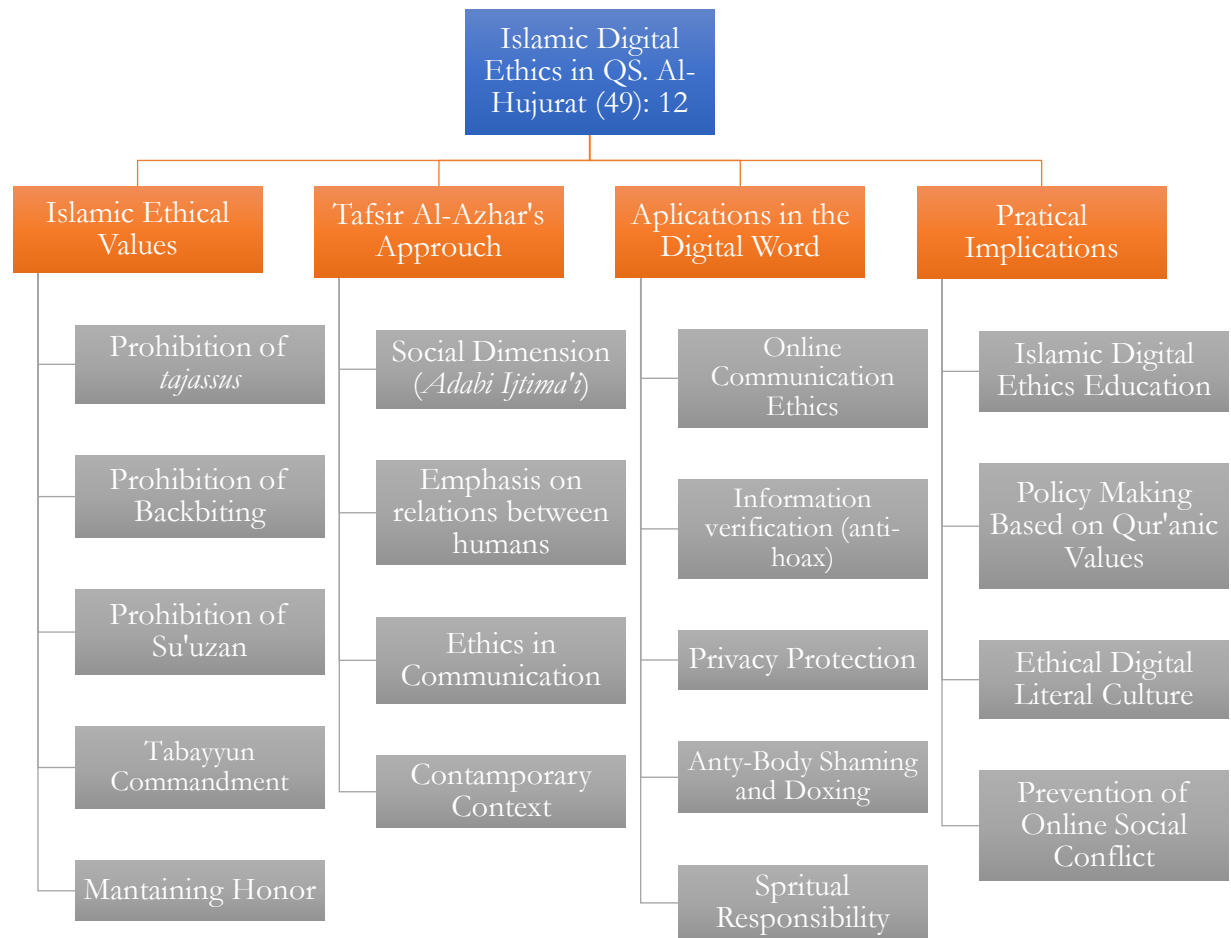 Islamic Digital
Ethics in QS. Al-
Hujurat (49): 12
Islamic Ethical
Values
Prohibition of
tajassus
Prohibition of
Backbiting
Prohibition of
Su'uzan
Tabayyun
Commandment
Mantaining Honor
Tafsir Al-Azhar's
Approach
Social Dimension
(Adabi Ijtima'i)
Emphasis on
relations between
humans
Ethics in
Communication
Contamporary
Context
Aplications in the
Digital Word
Online
Communication
Ethics
Information
verification (anti-
hoax)
Privacy Protection
Anty-Body Shaming
and Doxing
Spritual
Responsibility
Pratical
Implications
Islamic Digital
Ethics Education
Policy Making
Based on Qur'anic
Values
Ethical Digital
Literal Culture
Prevention of
Online Social
Conflict